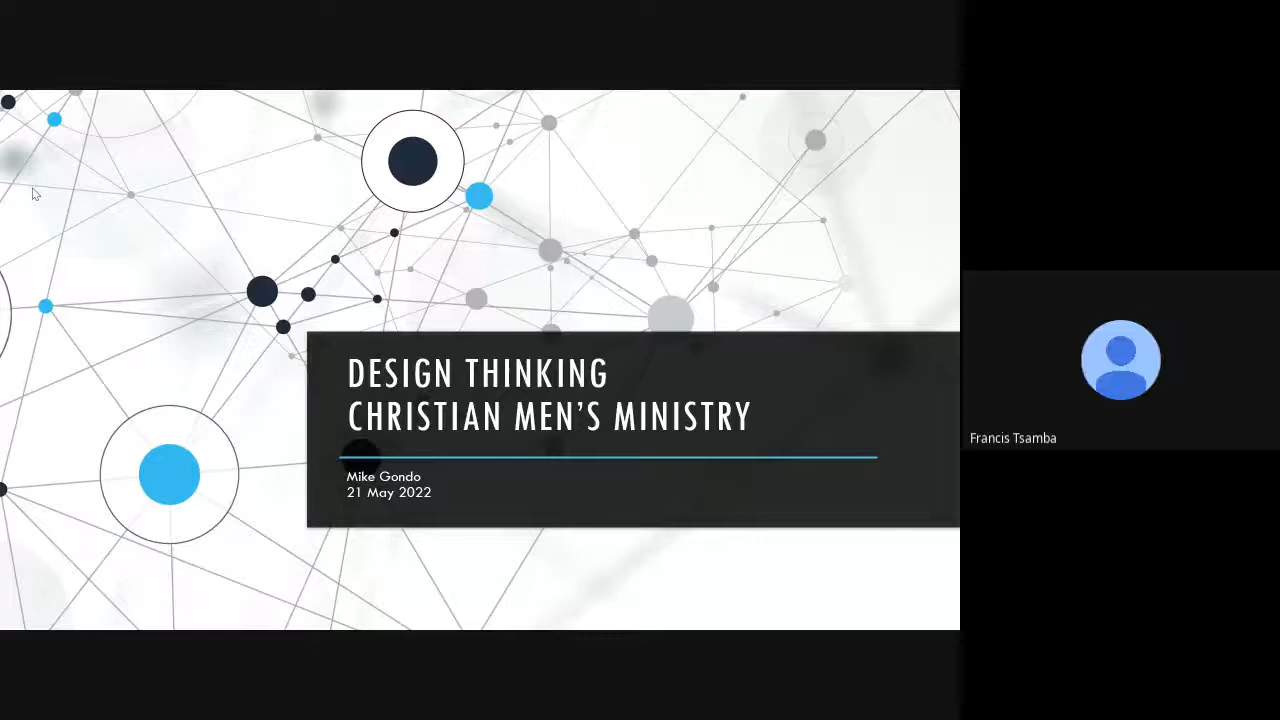 DESIGN THINKING
CHRISTIAN MEN’S MINISTRY
Mike Gondo
21 May 2022
Francis Tsamba